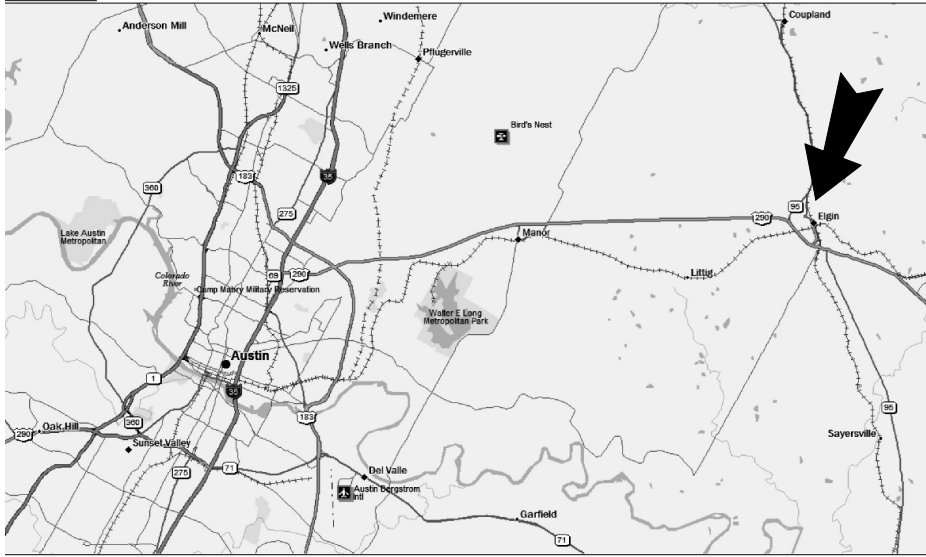 Coupland
Windemere
Anderson Mill
McNeil
Wells Branch
Pflugerville
1325
Bird's Nest
183
35
360
275
95
Elgin
290
Lake Austin
Metropolitan
Manor
Colorado
River
69
290
Littig
Camp Mabry Military Reservation
Walter E Long
Metropolitan Park
Austin
1
35
95
183
360
290
Oak Hill
Sunset Valley
Sayersville
275
71
Del Valle
Austin Bergstrom
Intl
Garfield
71